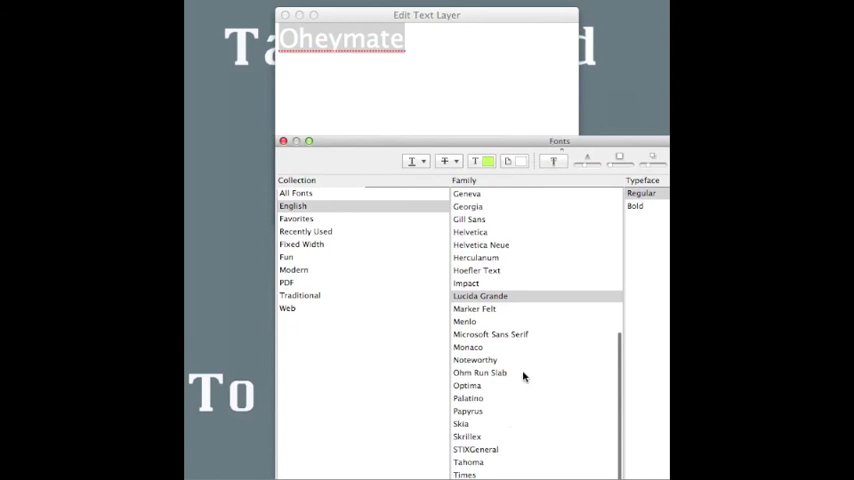 Edit Text Layer
Oheymate
Ta
d
Fonts
T
T
T
T
A
Collection
Family
Typeface
All Fonts
English
Favorites
Recently Used
Fixed Width
Fun
Modern
PDF
Traditional
Web
Geneva
Georgia
Gill Sans
Helvetica
Helvetica Neue
Herculanum
Hoefler Text
Impact
Lucida Grande
Marker Felt
Menlo
Microsoft Sans Serif
Monaco
Noteworthy
Ohm Run Slab
Optima
Palatino
Papyrus
Skia
Skrillex
STIXGeneral
Tahoma
Times
Regular
Bold
To